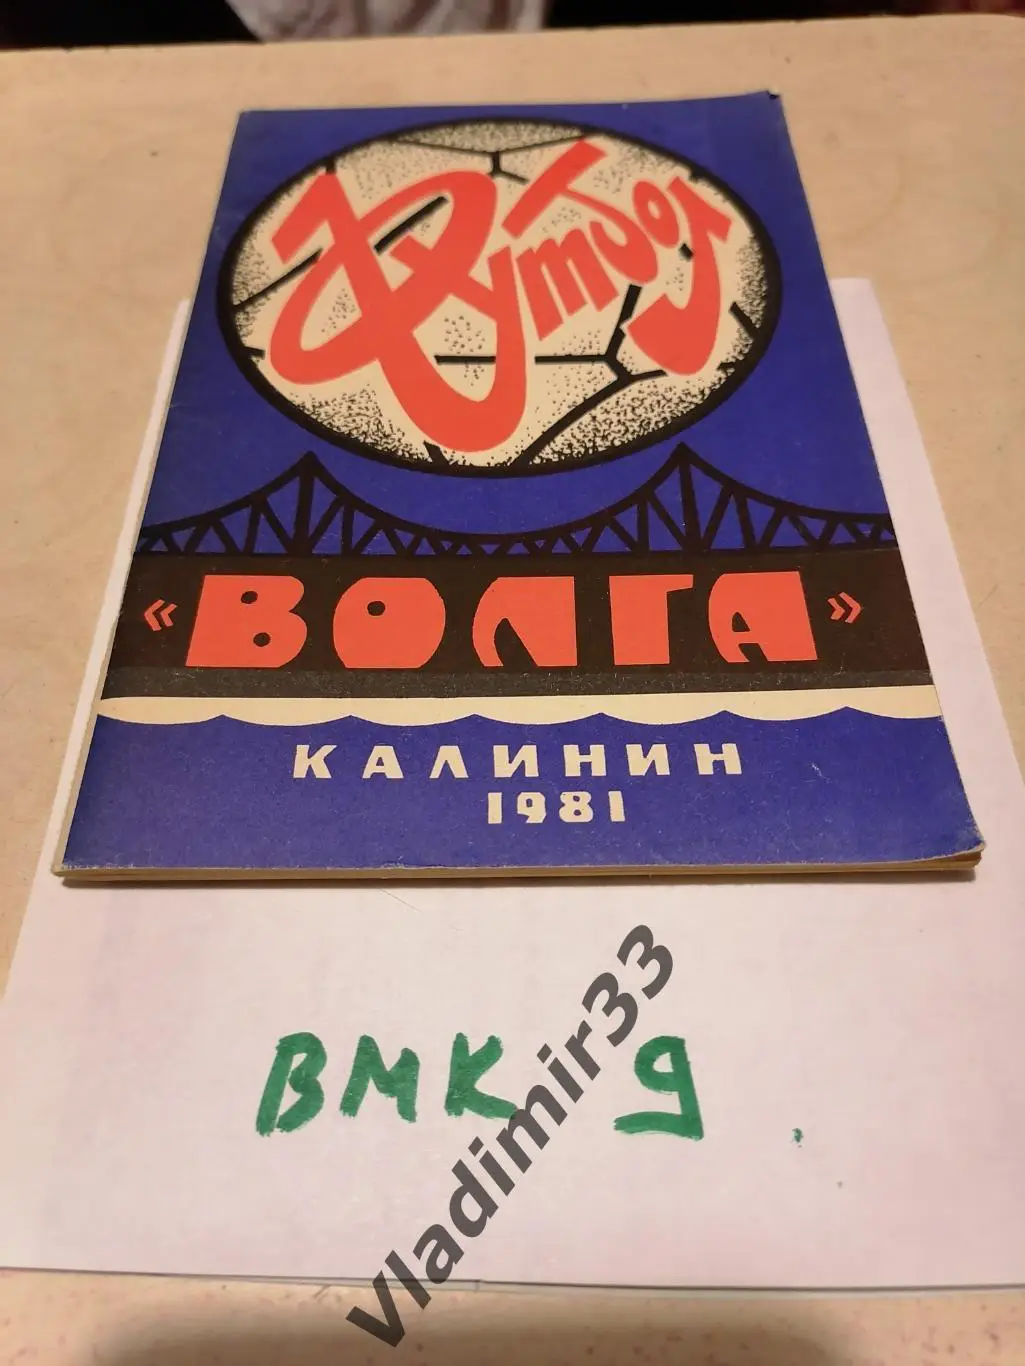 Футбол
«ВОЛГА»
КАЛИНИН
1981
ВМК 9.
vladimir33